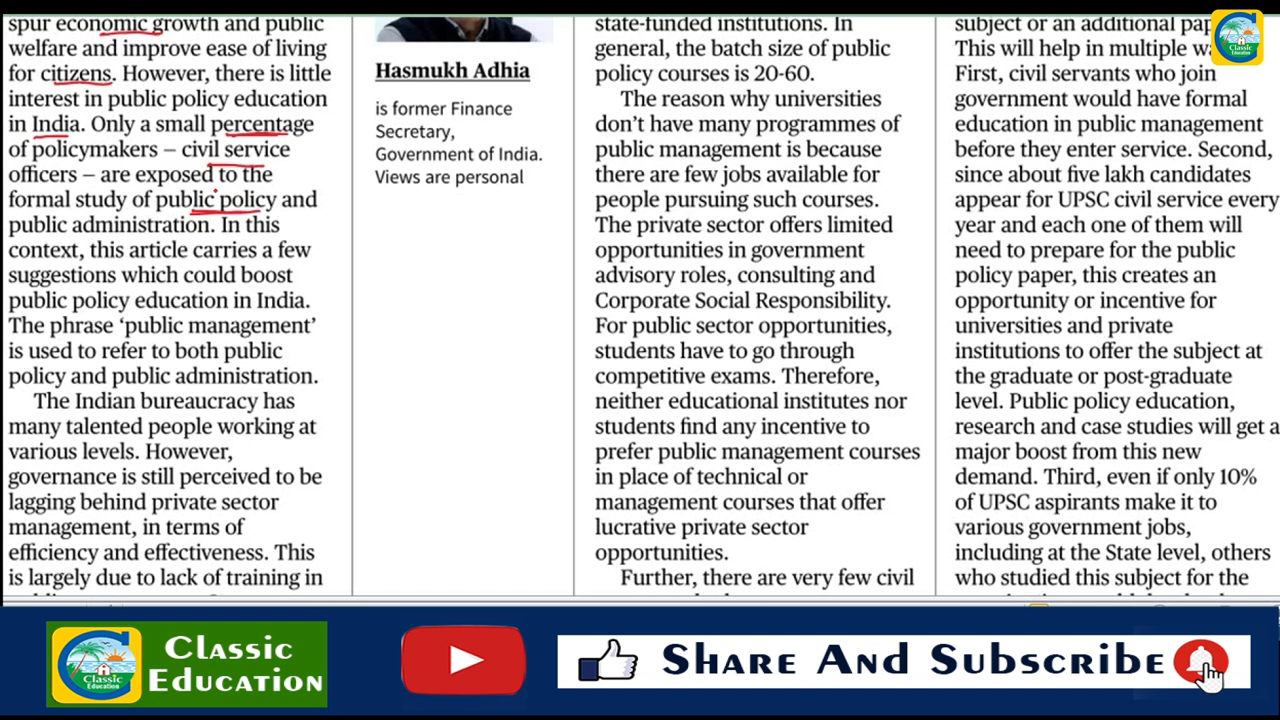 spur economic growth and public
welfare and improve ease of living
for citizens. However, there is little
interest in public policy education
in India. Only a small percentage
of policymakers – civil service
officers – are exposed to the
formal study of public policy and
public administration. In this
context, this article carries a few
suggestions which could boost
public policy education in India.
The phrase ‘public management’
is used to refer to both public
policy and public administration.
The Indian bureaucracy has
many talented people working at
various levels. However,
governance is still perceived to be
lagging behind private sector
management, in terms of
efficiency and effectiveness. This
is largely due to lack of training in
Hasmukh Adhia
is former Finance
Secretary,
Government of India.
Views are personal
state-funded institutions. In
general, the batch size of public
policy courses is 20-60.
The reason why universities
don’t have many programmes of
public management is because
there are few jobs available for
people pursuing such courses.
The private sector offers limited
opportunities in government
advisory roles, consulting and
Corporate Social Responsibility.
For public sector opportunities,
students have to go through
competitive exams. Therefore,
neither educational institutes nor
students find any incentive to
prefer public management courses
in place of technical or
management courses that offer
lucrative private sector
opportunities.
Further, there are very few civil
subject or an additional
This will help in multiple
First, civil servants who join
government would have formal
education in public management
before they enter service. Second,
since about five lakh candidates
appear for UPSC civil service every
year and each one of them will
need to prepare for the public
policy paper, this creates an
opportunity or incentive for
universities and private
institutions to offer the subject at
the graduate or post-graduate
level. Public policy education,
research and case studies will get a
major boost from this new
demand. Third, even if only 10%
of UPSC aspirants make it to
various government jobs,
including at the State level, others
who studied this subject for the
Classic
Education
Classic
Education
Classic
Education
Share And Subscribe